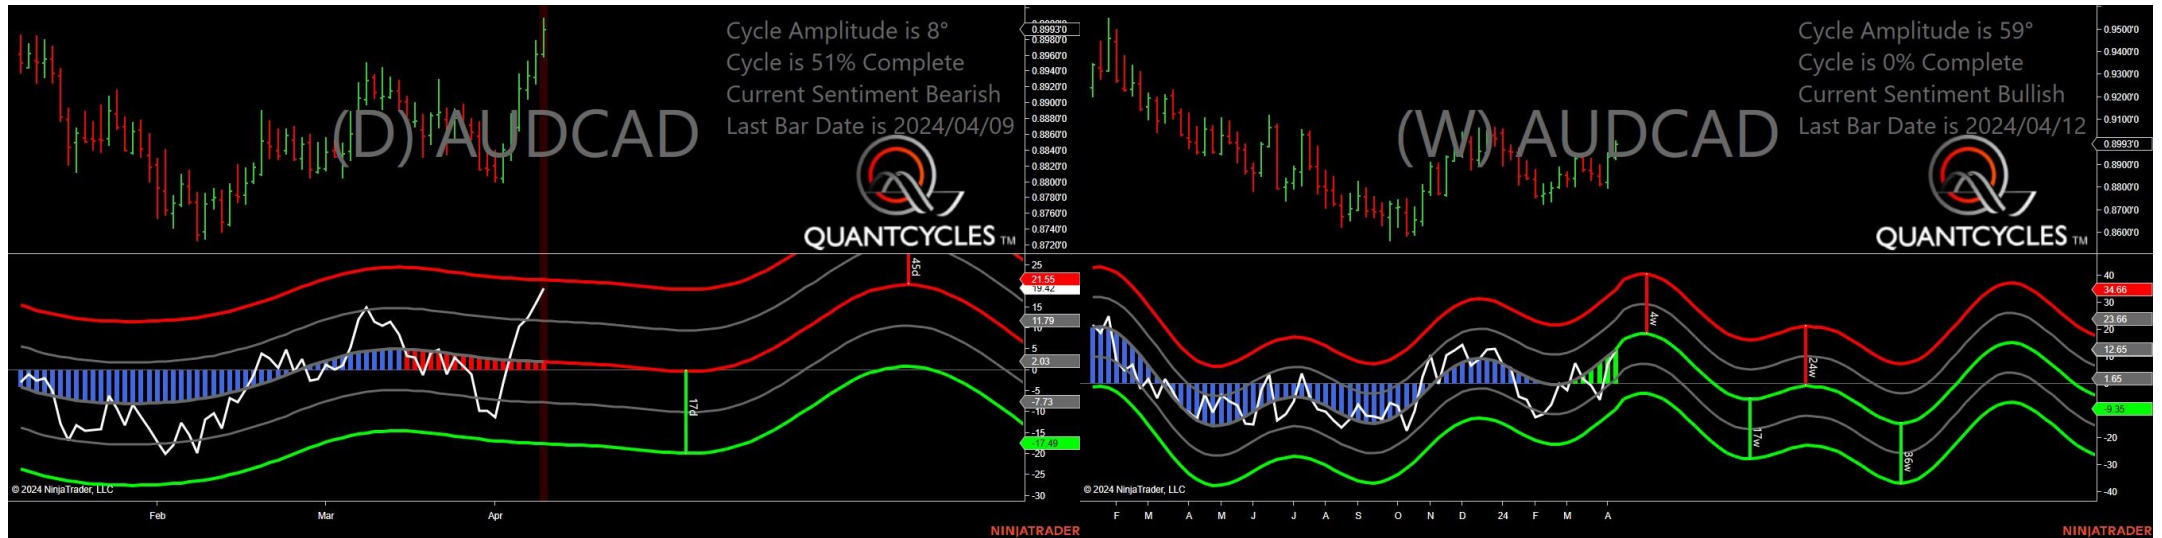 Cycle Amplitude is 8°
Cycle is 51% Complete
Current Sentiment Bearish
Last Bar Date is 2024/04/09
(D) AUDCAD
QUANTCYCLES TM
0.8993'0
0.8980'0
0.8960'0
0.8940'0
0.8920'0
0.8900'0
0.8880'0
0.8860'0
0.8840'0
0.8820'0
0.8800'0
0.8780'0
0.8760'0
0.8740'0
0.8720'0
45d
17d
25
21.55
19.42
15
11.79
10
2.03
0
-5
-7.73
-10
-15
-17.49
-20
-25
-30
© 2024 NinjaTrader, LLC
Feb
Mar
Apr
NINJATRADER
Cycle Amplitude is 59°
Cycle is 0% Complete
Current Sentiment Bullish
Last Bar Date is 2024/04/12
(W) AUDCAD
QUANTCYCLES TM
0.9500'0
0.9400'0
0.9300'0
0.9200'0
0.9100'0
0.8993'0
0.8900'0
0.8800'0
0.8700'0
0.8600'0
4w
24w
17w
36w
40
34.66
30
23.66
20
12.65
10
1.65
-9.35
-20
-30
-40
© 2024 NinjaTrader, LLC
F
M
A
M
J
J
A
S
O
N
D
24
F
M
A
NINJATRADER